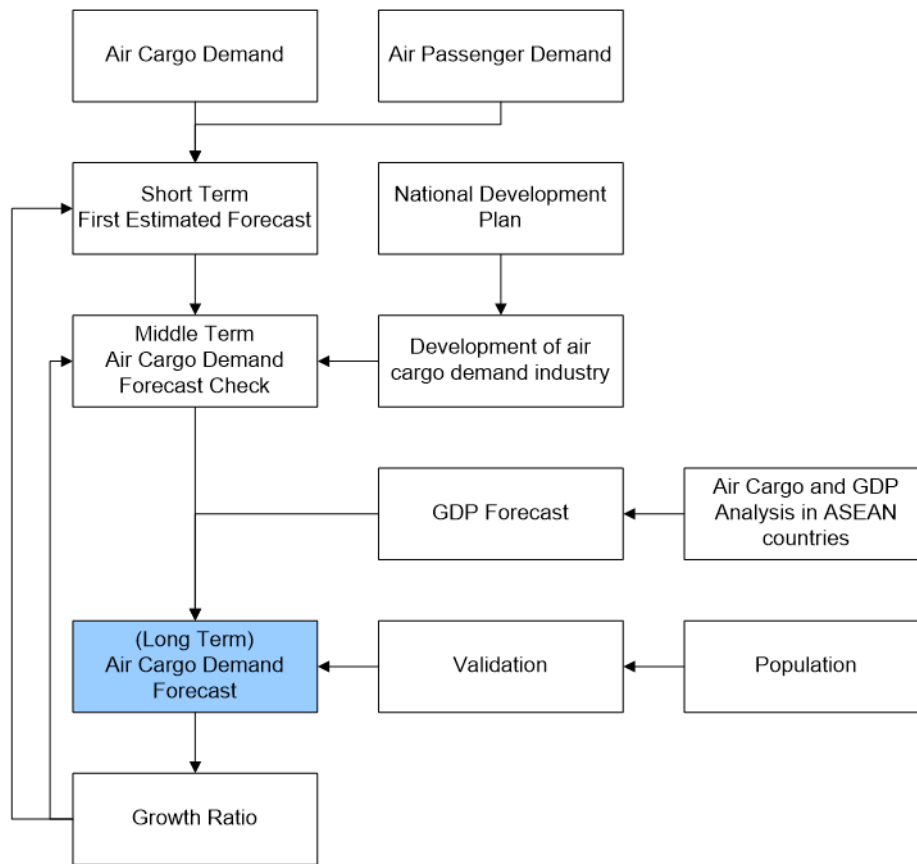 Air Cargo Demand
Air Passenger Demand
Short Term
First Estimated Forecast
National Development
Plan
Middle Term
Air Cargo Demand
Forecast Check
Development of air
cargo demand industry
GDP Forecast
Air Cargo and GDP
Analysis in ASEAN
countries
(Long Term)
Air Cargo Demand
Forecast
Validation
Population
Growth Ratio